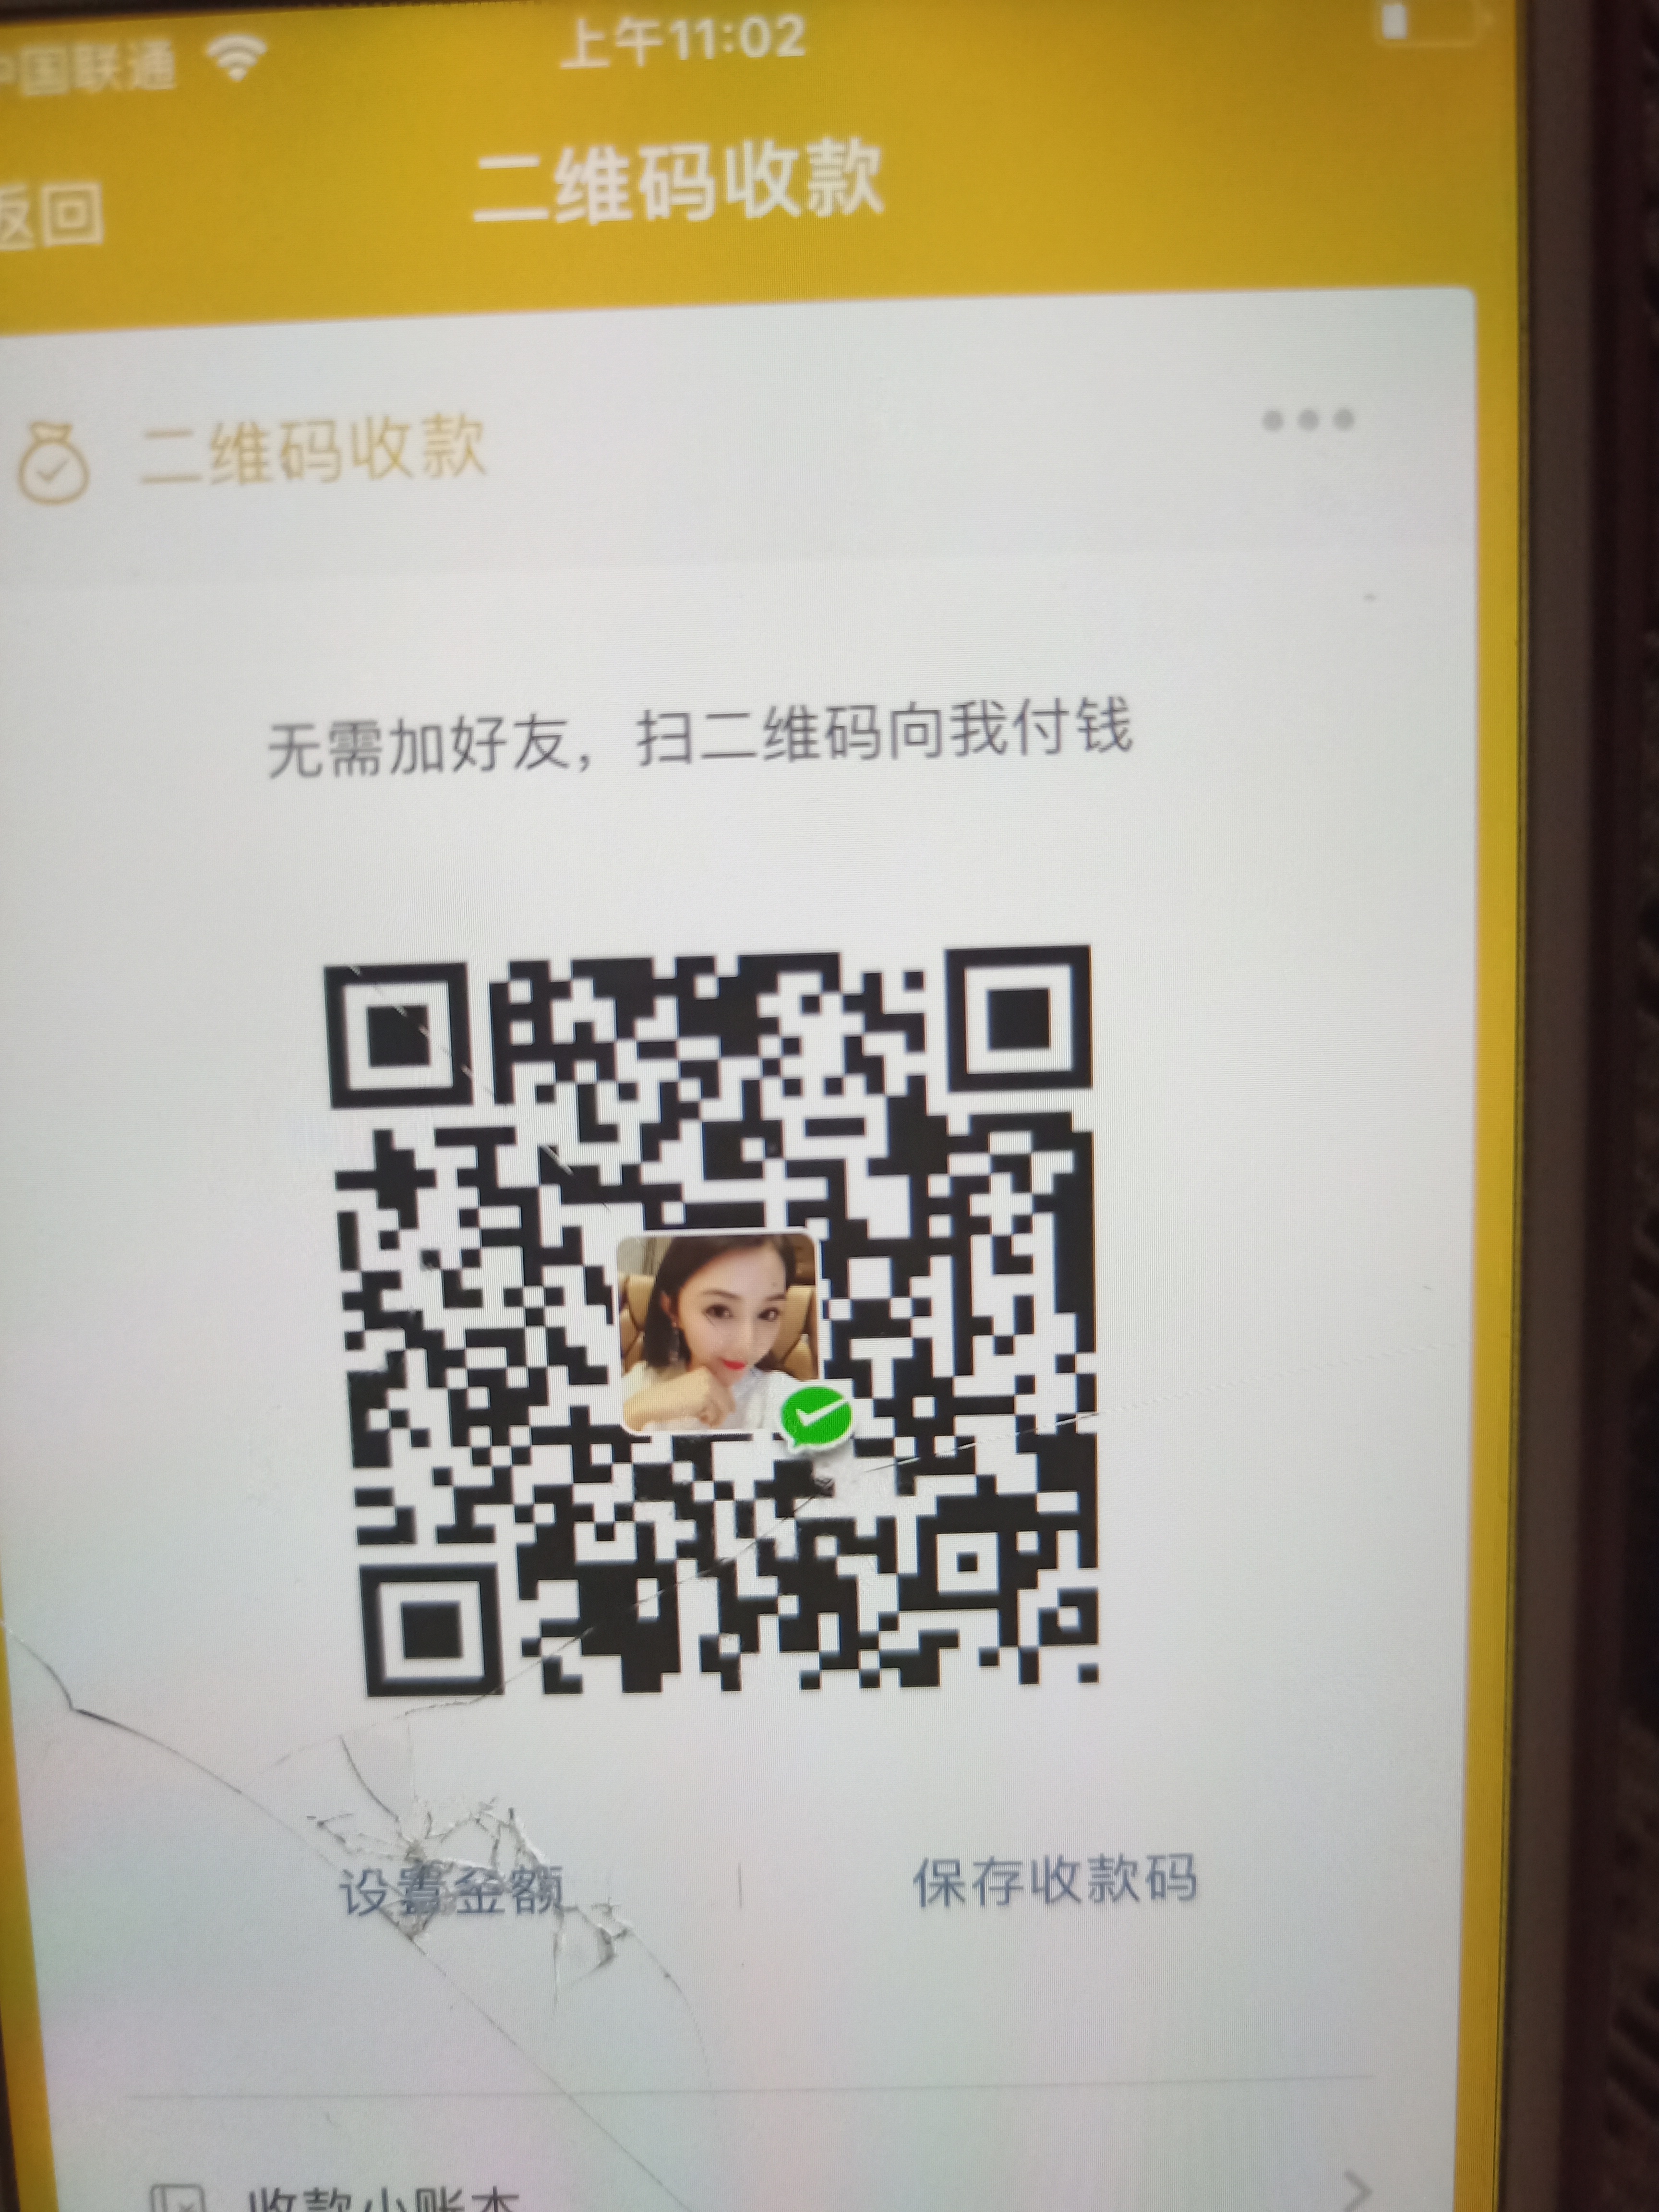 中国联通 上午11:02
返回 二维码收款
二维码收款
无需加好友，扫二维码向我付钱
设置金额 保存收款码
收款小账本